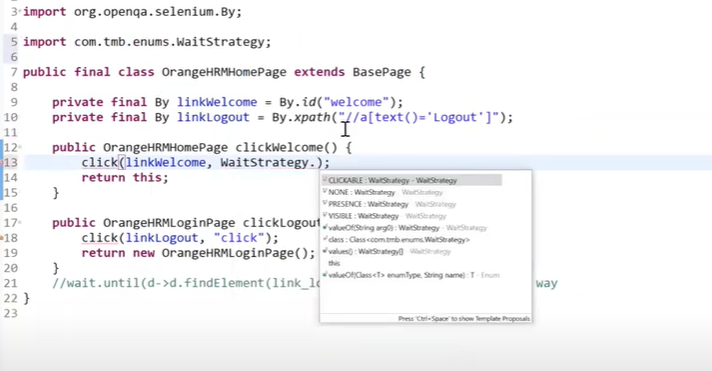 3 import org.openqa.selenium.By;
4
5 import com.tmb.enums.WaitStrategy;
6
7 public final class OrangeHRMHomePage extends BasePage {
8
9 private final By linkWelcome = By.id("welcome");
10 private final By linkLogout = By.xpath("//a[text()='Logout']");
11
12 public OrangeHRMHomePage clickWelcome() {
13 click(linkWelcome, WaitStrategy.);
14 return this;
15 }
16
17 public OrangeHRMLoginPage clickLogout
18 click(linkLogout, "click");
19 return new OrangeHRMLoginPage();
20 }
21 //wait.until(d->d.findElement(link_lo way
22 }
23
CLICKABLE : WaitStrategy - WaitStrategy
NONE : WaitStrategy - WaitStrategy
PRESENCE : WaitStrategy - WaitStrategy
VISIBLE : WaitStrategy - WaitStrategy
valueOf(String arg0) : WaitStrategy - WaitStrategy
class : Class<com.tmb.enums.WaitStrategy>
values() : WaitStrategy[] - WaitStrategy
this
valueOf(Class<T> enumType, String name) : T - Enum
Press 'Ctrl+Space' to show Template Proposals